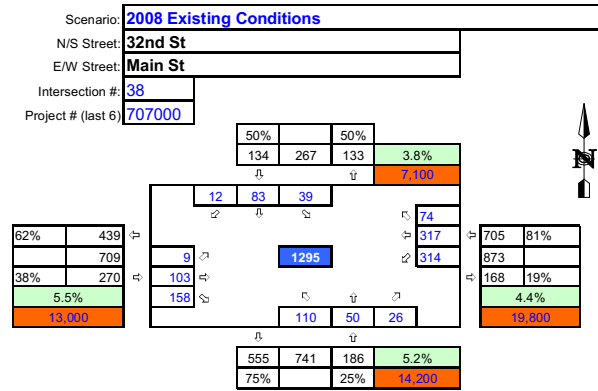 Scenario: 2008 Existing Conditions
N/S Street: 32nd St
E/W Street: Main St
Intersection #: 38
Project # (last 6) 707000
N
50% 50%
134 267 133 3.8%
⇩ ⇧ 7,100
12 83 39
⬃ ⇩ ⬂
⬁ 74
62% 439 ⇦ ⇦ 317 ⇦ 705 81%
709 9 ⬀ 1295 ⬃ 314 873
38% 270 ⇨ 103 ⇨ ⇨ 168 19%
5.5% 158 ⬂ ⬁ ⇧ ⬀ 4.4%
13,000 110 50 26 19,800
⇩ ⇧
555 741 186 5.2%
75% 25% 14,200